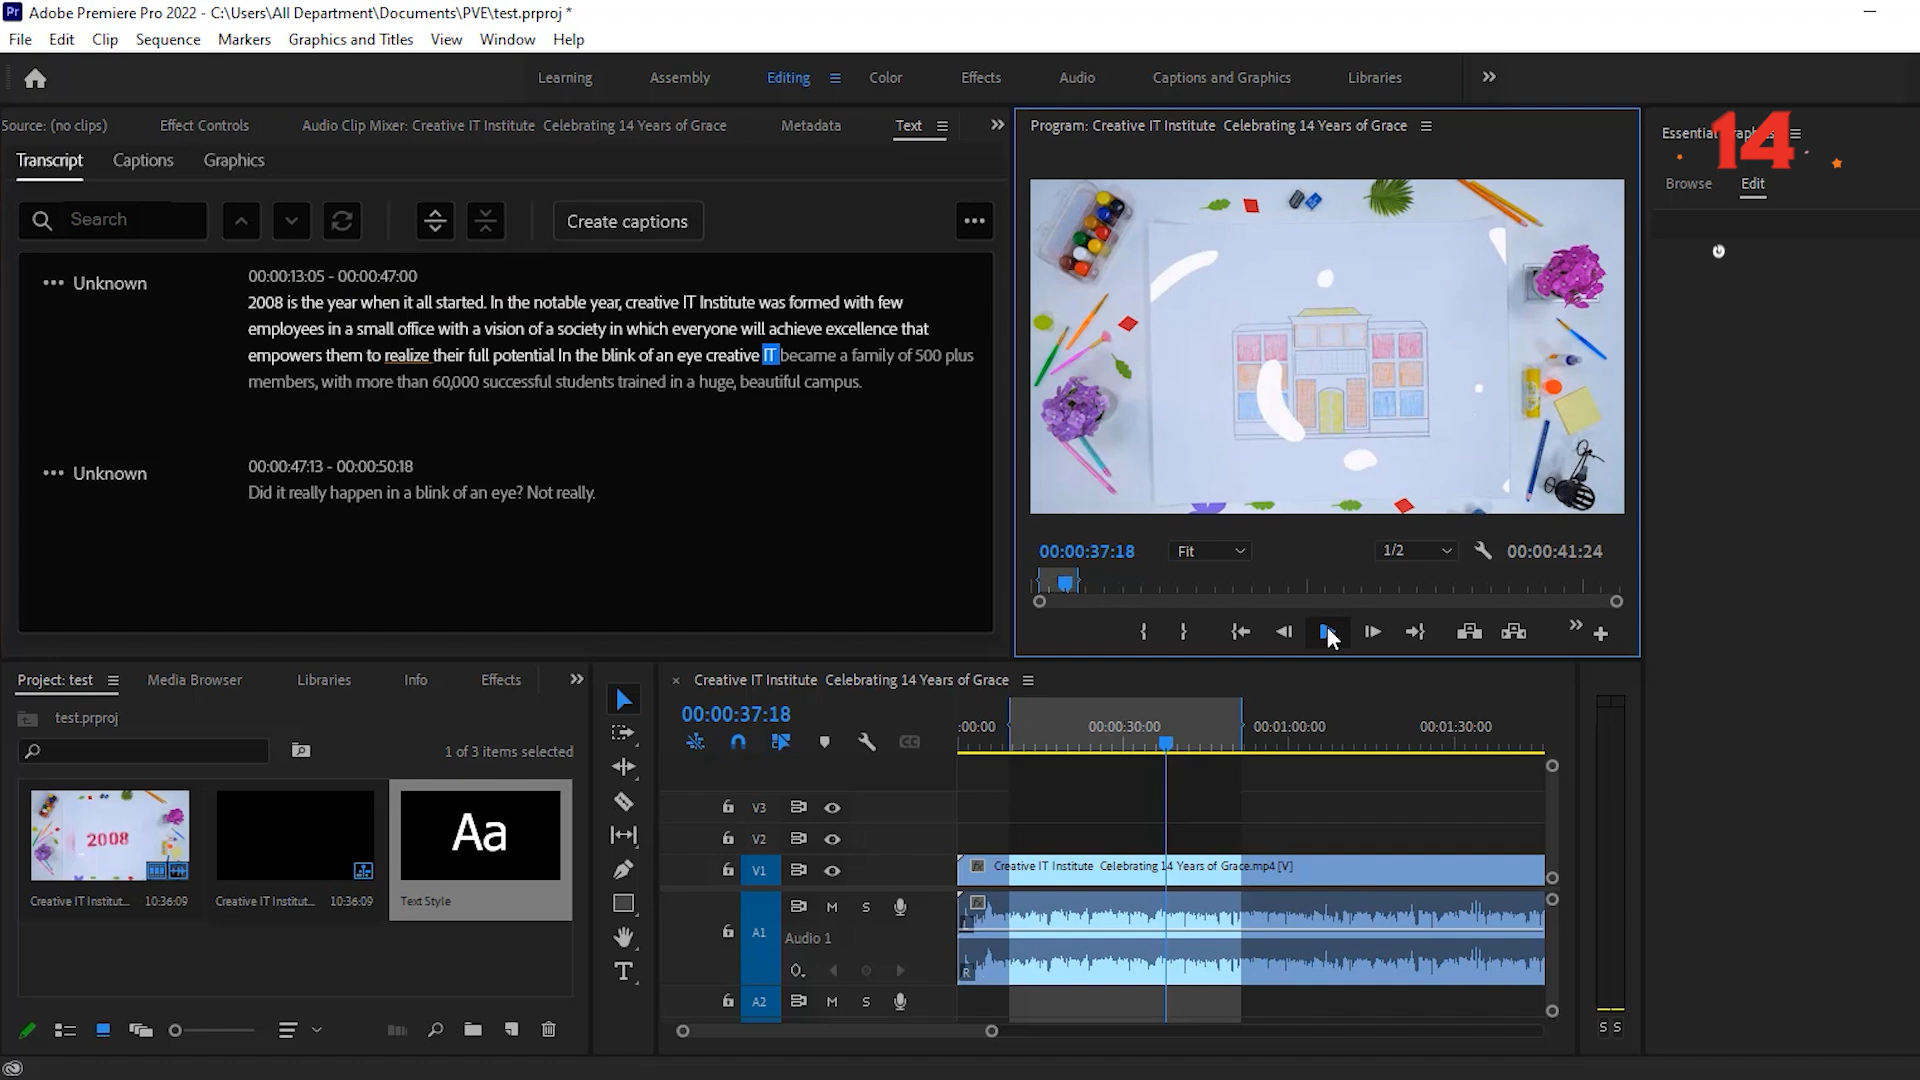 Adobe Premiere Pro 2022 - C:\Users\All Department\Documents\PVE\test.prproj *
File Edit Clip Sequence Markers Graphics and Titles View Window Help
Learning Assembly Editing Color Effects Audio Captions and Graphics Libraries
Source: (no clips) Effect Controls Audio Clip Mixer: Creative IT Institute Celebrating 14 Years of Grace Metadata Text
Transcript Captions Graphics
Search Create captions
Unknown 00:00:13:05 - 00:00:47:00
2008 is the year when it all started. In the notable year, creative IT Institute was formed with few
employees in a small office with a vision of a society in which everyone will achieve excellence that
empowers them to realize their full potential In the blink of an eye creative IT became a family of 500 plus
members, with more than 60,000 successful students trained in a huge, beautiful campus.
Unknown 00:00:47:13 - 00:00:50:18
Did it really happen in a blink of an eye? Not really.
Program: Creative IT Institute Celebrating 14 Years of Grace
00:00:37:18 Fit 1/2 00:00:41:24
Essential
14
Browse Edit
Project: test Media Browser Libraries Info Effects
test.prproj
1 of 3 items selected
2008
Aa
Creative IT Institut... 10:36:09 Creative IT Institut... 10:36:09 Text Style
Creative IT Institute Celebrating 14 Years of Grace
00:00:37:18
:00:00 00:00:30:00 00:01:00:00 00:01:30:00
V3
V2
V1 Creative IT Institute Celebrating 14 Years of Grace.mp4 [V]
M S
A1 Audio 1
L
R
A2 M S
S S